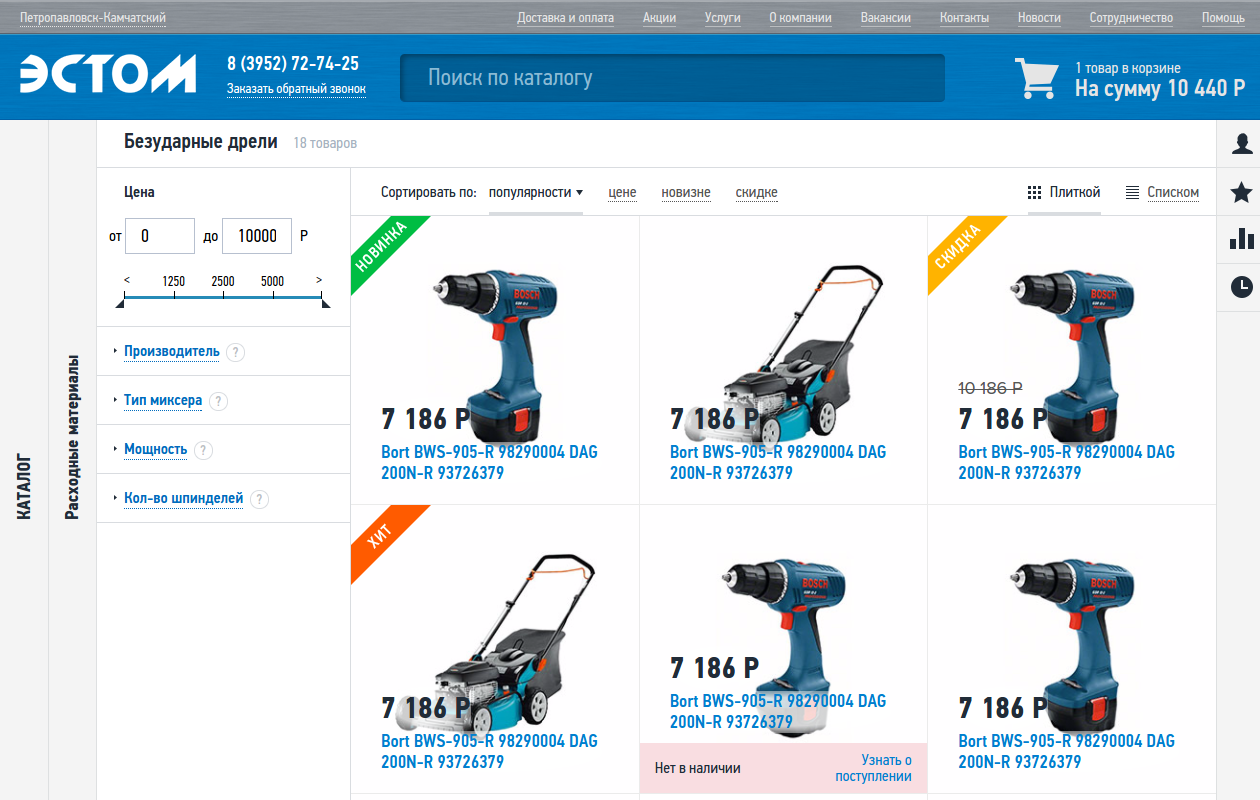 Петропавловск-Камчатский
Доставка и оплата
Акции
Услуги
О компании
Вакансии
Контакты
Новости
Сотрудничество
Помощь
ЭСТОМ
8 (3952) 72-74-25
Заказать обратный звонок
Поиск по каталогу
1 товар в корзине
На сумму 10 440 Р
КАТАЛОГ
Расходные материалы
Безударные дрели
18 товаров
Цена
от 0 до 10000 Р
< 1250 2500 5000 >
Производитель ?
Тип миксера ?
Мощность ?
Кол-во шпинделей ?
Сортировать по: популярности цене новизне скидке
Плиткой
Списком
НОВИНКА
BOSCH
7 186 Р
Bort BWS-905-R 98290004 DAG
200N-R 93726379
7 186 Р
Bort BWS-905-R 98290004 DAG
200N-R 93726379
СКИДКА
BOSCH
10 186 Р
7 186 Р
Bort BWS-905-R 98290004 DAG
200N-R 93726379
ХИТ
7 186 Р
Bort BWS-905-R 98290004 DAG
200N-R 93726379
BOSCH
7 186 Р
Bort BWS-905-R 98290004 DAG
200N-R 93726379
Нет в наличии
Узнать о
поступлении
BOSCH
7 186 Р
Bort BWS-905-R 98290004 DAG
200N-R 93726379